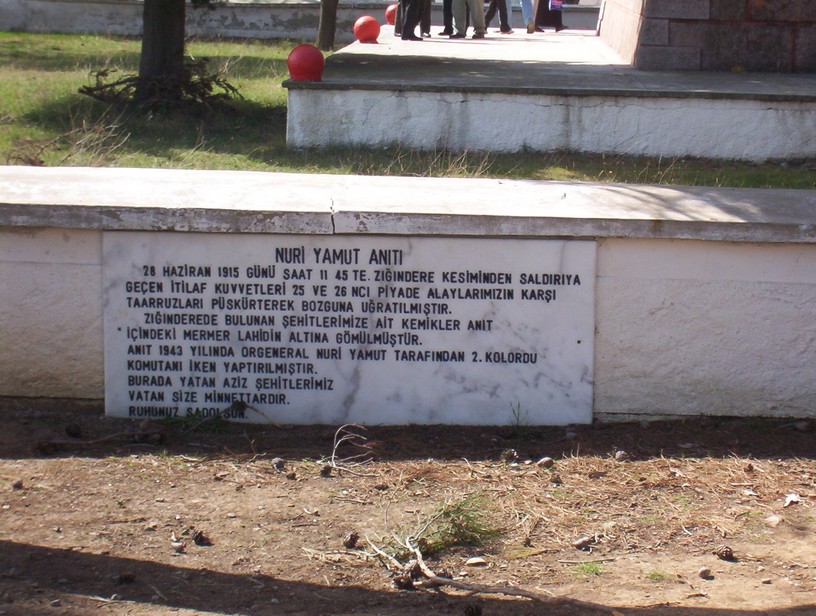 NURİ YAMUT ANITI
28 HAZİRAN 1915 GÜNÜ SAAT 11 45 TE. ZIĞINDERE KESİMİNDEN SALDIRIYA
GEÇEN İTİLAF KUVVETLERİ 25 VE 26 NCI PİYADE ALAYLARIMIZIN KARŞI
TAARRUZLARI PÜSKÜRTEREK BOZGUNA UĞRATILMIŞTIR.
ZIĞINDEREDE BULUNAN ŞEHİTLERİMİZE AİT KEMİKLER ANIT
İÇİNDEKİ MERMER LAHİDİN ALTINA GÖMÜLMÜŞTÜR.
ANIT 1943 YILINDA ORGENERAL NURİ YAMUT TARAFINDAN 2. KOLORDU
KOMUTANI İKEN YAPTIRILMIŞTIR.
BURADA YATAN AZİZ ŞEHİTLERİMİZ
VATAN SİZE MİNNETTARDIR.
RUHUNUZ ŞADOLSUN.